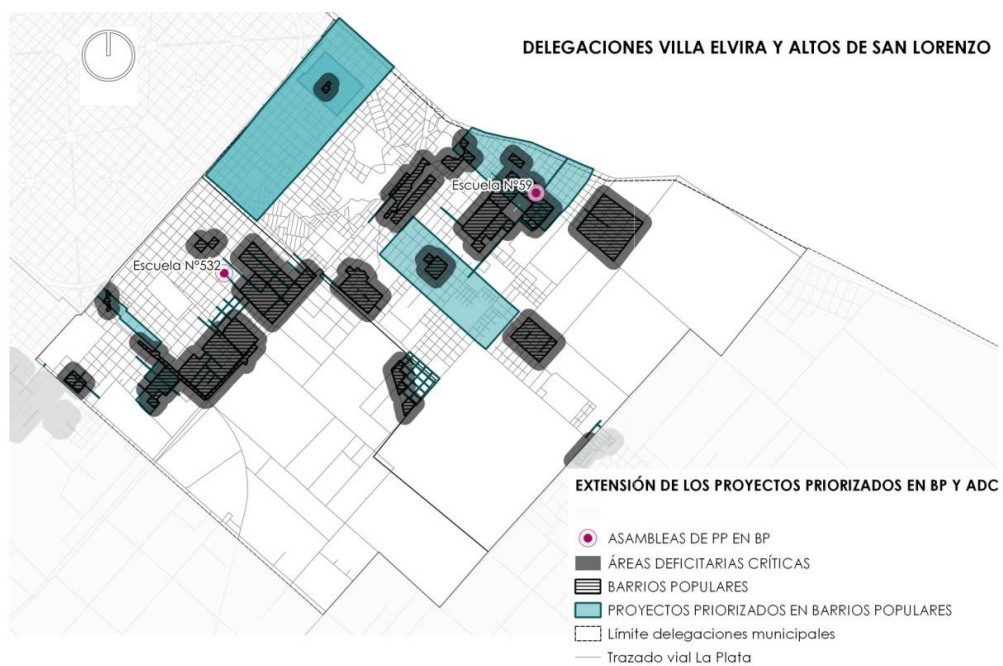 DELEGACIONES VILLA ELVIRA Y ALTOS DE SAN LORENZO
Escuela N°59
Escuela N°532
EXTENSIÓN DE LOS PROYECTOS PRIORIZADOS EN BP Y ADC
ASAMBLEAS DE PP EN BP
ÁREAS DEFICITARIAS CRÍTICAS
BARRIOS POPULARES
PROYECTOS PRIORIZADOS EN BARRIOS POPULARES
Límite delegaciones municipales
Trazado vial La Plata